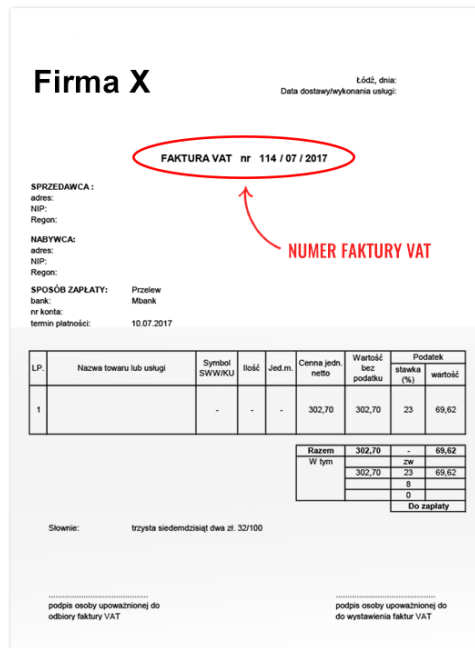 Firma X
Łódź, dnia:
Data dostawy/wykonania usługi:
FAKTURA VAT nr 114 / 07 / 2017
SPRZEDAWCA :
adres:
NIP:
Regon:
NUMER FAKTURY VAT
NABYWCA:
adres:
NIP:
Regon:
SPOSÓB ZAPŁATY: Przelew
bank: Mbank
nr konta:
termin płatności: 10.07.2017
LP. Nazwa towaru lub usługi Symbol SWW/KU Ilość Jed.m. Cenna jedn. netto Wartość bez podatku Podatek stawka (%) wartość
1 - - - 302,70 302,70 23 69,62
Razem 302,70 - 69,62
W tym zw
302,70 23 69,62
8
0
Do zapłaty
Słownie: trzysta siedemdzisiąt dwa zł. 32/100
podpis osoby upoważnionej do podpis osoby upoważnionej do
odbiory faktury VAT do wystawienia faktur VAT